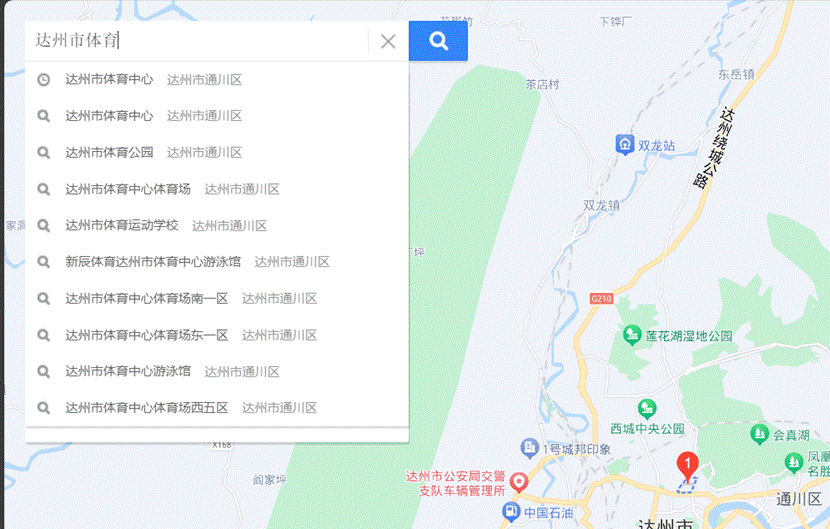 达州市体育
达州市体育中心 达州市通川区
达州市体育中心 达州市通川区
达州市体育公园 达州市通川区
达州市体育中心体育场 达州市通川区
达州市体育运动学校 达州市通川区
新辰体育达州市体育中心游泳馆 达州市通川区
达州市体育中心体育场南一区 达州市通川区
达州市体育中心体育场东一区 达州市通川区
达州市体育中心游泳馆 达州市通川区
达州市体育中心体育场西五区 达州市通川区
下铧厂
东岳镇
茶店村
达州绕城公路
双龙站
双龙镇
坪
G210
莲花湖湿地公园
西城中央公园
会真湖
凤凰
名胜
X168
1号城邦印象
阎家坪
达州市公安局交警
支队车辆管理所
1
中国石油
通川区
达州市